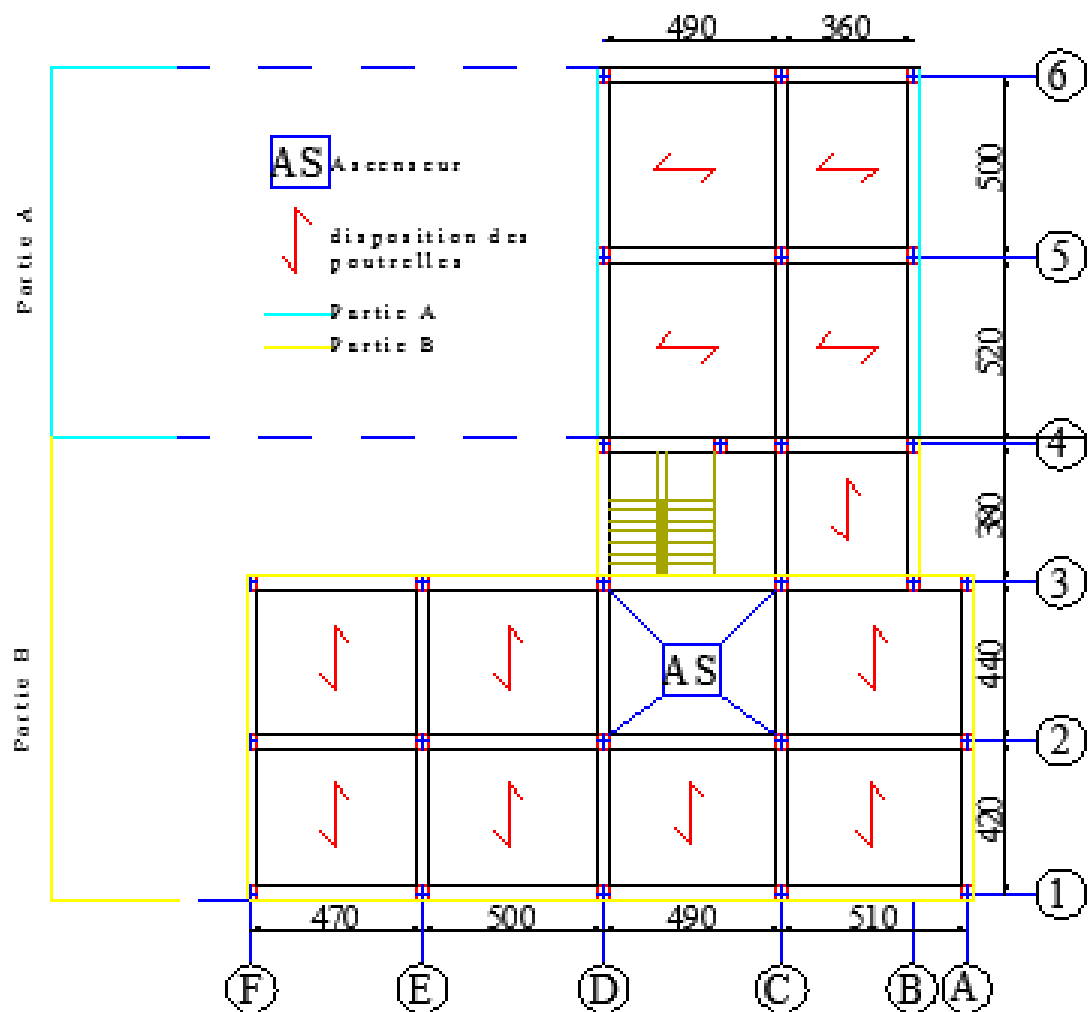 490 360
6
AS Ascenseur
500
disposition des
poutrelles
Partie A
5
Partie A
Partie B
520
4
380
3
AS
440
Partie B
2
420
1
470 500 490 510
F E D C B A